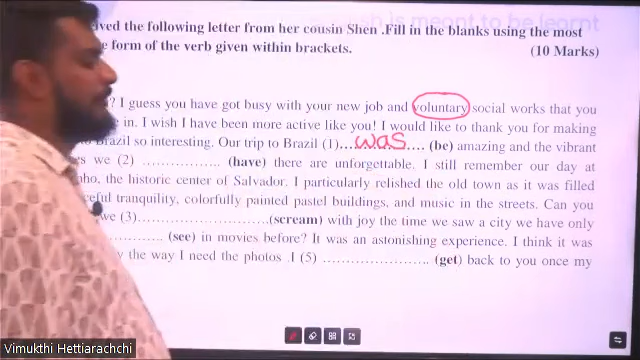 is meant to be learnt
ived the following letter from her cousin Shen .Fill in the blanks using the most
e form of the verb given within brackets. (10 Marks)
? I guess you have got busy with your new job and voluntary social works that you
e in. I wish I have been more active like you! I would like to thank you for making
Brazil so interesting. Our trip to Brazil (1)...was.... (be) amazing and the vibrant
s we (2) ................ (have) there are unforgettable. I still remember our day at
ho, the historic center of Salvador. I particularly relished the old town as it was filled
ceful tranquility, colorfully painted pastel buildings, and music in the streets. Can you
we (3)...........................(scream) with joy the time we saw a city we have only
.............. (see) in movies before? It was an astonishing experience. I think it was
y the way I need the photos .I (5) ...................... (get) back to you once my
Vimukthi Hettiarachchi